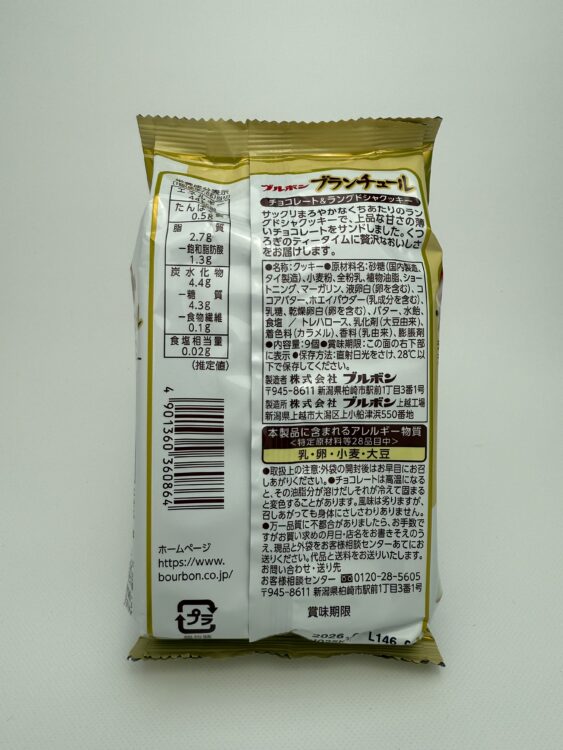 ブルボン ブランチュール
チョコレート&ラングドシャクッキー
サックリまろやかなくちあたりのラン
グドシャクッキーで、上品な甘さの薄
いチョコレートをサンドしました。くつ
ろぎのティータイムに贅沢なおいしさ
をお届けします。
●名称:クッキー●原材料名:砂糖(国内製造、
タイ製造)、小麦粉、全粉乳、植物油脂、ショー
トニング、マーガリン、液卵白(卵を含む)、コ
コアバター、ホエイパウダー(乳成分を含む)、
乳糖、乾燥卵白(卵を含む)、バター、水飴、
食塩 / トレハロース、乳化剤(大豆由来)、
着色料(カラメル)、香料(乳由来)、膨脹剤
●内容量:9個●賞味期限:この面の右下部
に表示●保存方法:直射日光をさけ、28℃以
下で保存してください。
製造者 株式会社 ブルボン
〒945-8611 新潟県柏崎市駅前1丁目3番1号
製造所 株式会社 ブルボン 上越工場
新潟県上越市大潟区上小船津浜550番地
本製品に含まれるアレルギー物質
<特定原材料等28品目中>
乳・卵・小麦・大豆
●取扱上の注意:外袋の開封後はお早目にお召
しあがりください。●チョコレートは高温になる
と、その油脂分が溶けだしそれが冷えて固まる
と変色することがあります。風味は劣りますが、
召しあがっても身体にさしさわりありません。
●万一品質に不都合がありましたら、お手数で
すがお買い求めの月日・店名をお書きそえのう
え、現品と外袋をお客様相談センターあてにお
送りください。代品と送料をお送りいたします。
お問い合わせ・送り先
お客様相談センター 0120-28-5605
〒945-8611 新潟県柏崎市駅前1丁目3番1号
賞味期限
2026
L146
たんぱく質
0.5g
脂質
2.7g
-飽和脂肪酸
1.3g
炭水化物
4.4g
-糖質
4.3g
-食物繊維
0.1g
食塩相当量
0.02g
(推定値)
4 901360 360864
ホームページ
https://www.
bourbon.co.jp/
プラ